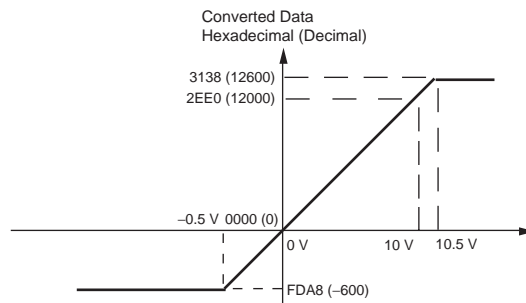 Converted Data
Hexadecimal (Decimal)
3138 (12600)
2EE0 (12000)
−0.5 V 0000 (0)
0 V
10 V
10.5 V
FDA8 (−600)